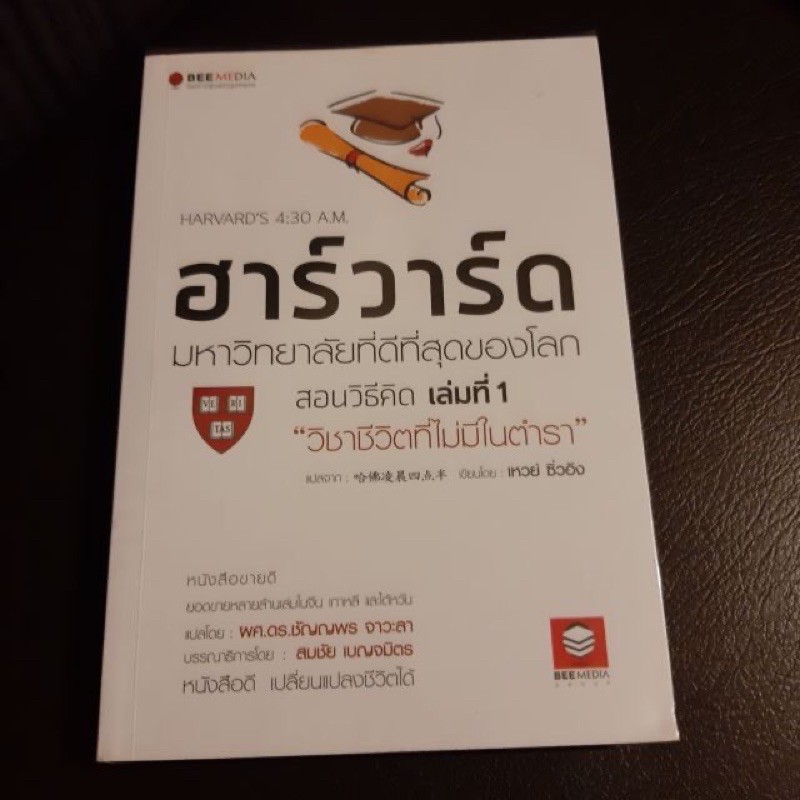 BEE MEDIA
HARVARD'S 4:30 A.M.
ฮาร์วาร์ด
มหาวิทยาลัยที่ดีที่สุดของโลก
สอนวิธีคิด เล่มที่ 1
"วิชาชีวิตที่ไม่มีในตำรา"
VE RI
TAS
แปลจาก : 哈佛凌晨四点半 เขียนโดย : เหวย์ ซิ่วอิง
หนังสือขายดี
ยอดขายหลายล้านเล่มในจีน เกาหลี และไต้หวัน
แปลโดย : ผศ.ดร.ชัญญพร จาวะลา
บรรณาธิการโดย : สมชัย เบญจมิตร
หนังสือดี เปลี่ยนแปลงชีวิตได้
BEE MEDIA
GROUP